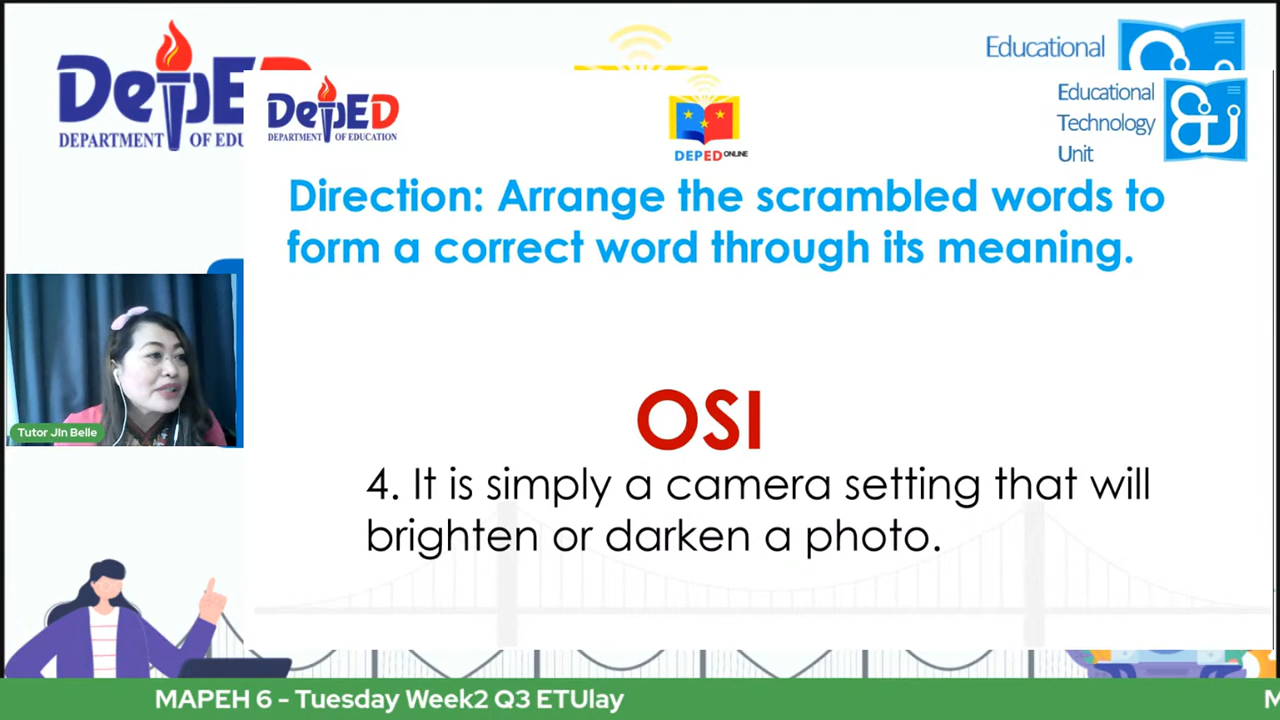 DepED
DEPARTMENT OF EDU
Educational
DepED
DEPARTMENT OF EDUCATION
DEPED ONLINE
Educational
Technology
Unit
Direction: Arrange the scrambled words to
form a correct word through its meaning.
OSI
4. It is simply a camera setting that will
brighten or darken a photo.
Tutor Jin Belle
MAPEH 6 - Tuesday Week2 Q3 ETUlay
M